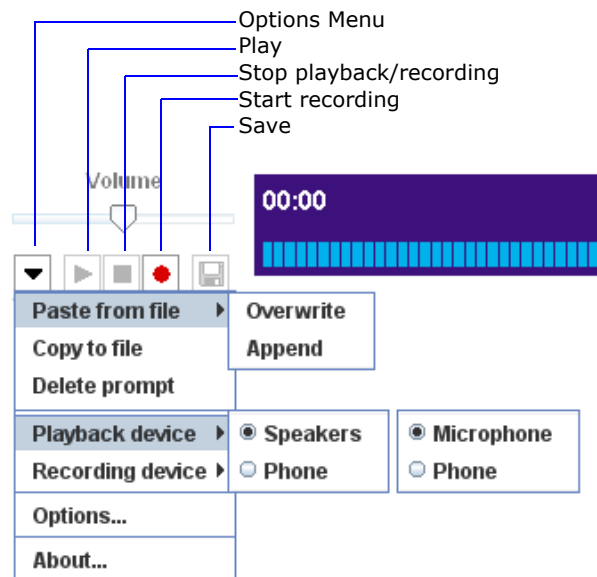 Options Menu
Play
Stop playback/recording
Start recording
Save
Volume
00:00
Paste from file
Overwrite
Copy to file
Append
Delete prompt
Playback device
Speakers
Microphone
Recording device
Phone
Phone
Options...
About...